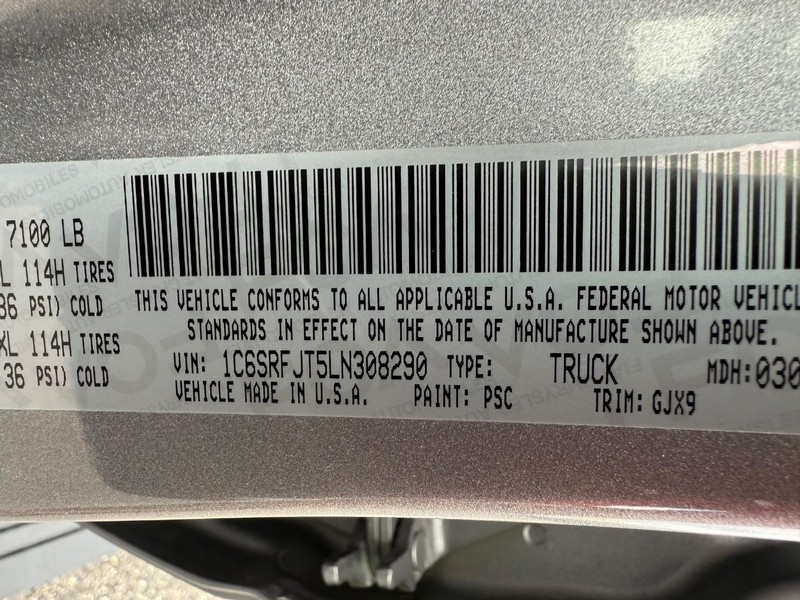 7100 LB
L 114H TIRES
36 PSI) COLD
XL 114H TIRES
36 PSI) COLD
THIS VEHICLE CONFORMS TO ALL APPLICABLE U.S.A. FEDERAL MOTOR VEHICL
STANDARDS IN EFFECT ON THE DATE OF MANUFACTURE SHOWN ABOVE.
VIN: 1C6SRFJT5LN308290 TYPE: TRUCK MDH:030
VEHICLE MADE IN U.S.A. PAINT: PSC TRIM: GJX9